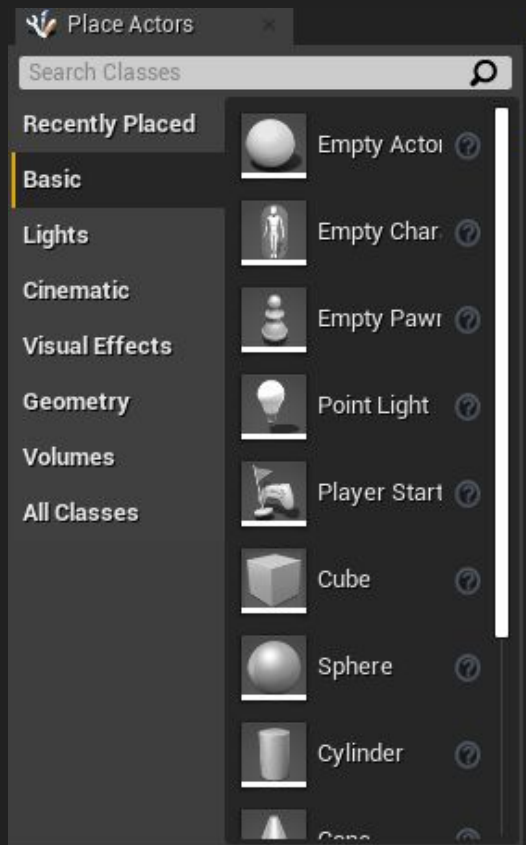 Place Actors
Search Classes
Recently Placed
Basic
Lights
Cinematic
Visual Effects
Geometry
Volumes
All Classes
Empty Actor
Empty Char
Empty Pawn
Point Light
Player Start
Cube
Sphere
Cylinder
Cone